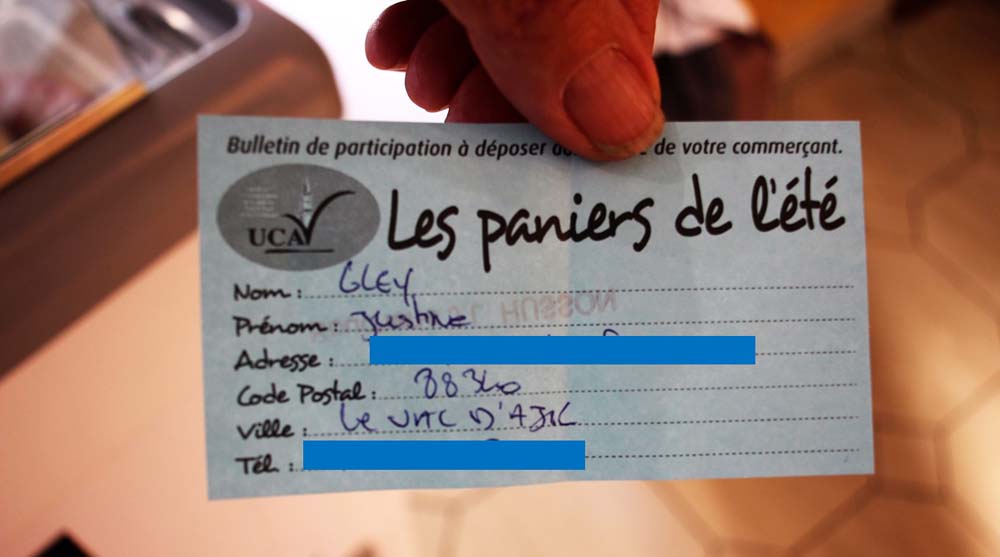 Bulletin de participation à déposer de votre commerçant.
UCA
Les paniers de l'été
Nom : GLEY
Prénom : Justine
Adresse :
Code Postal : 88340
Ville : Le VAL D'AJOL
Tél. :